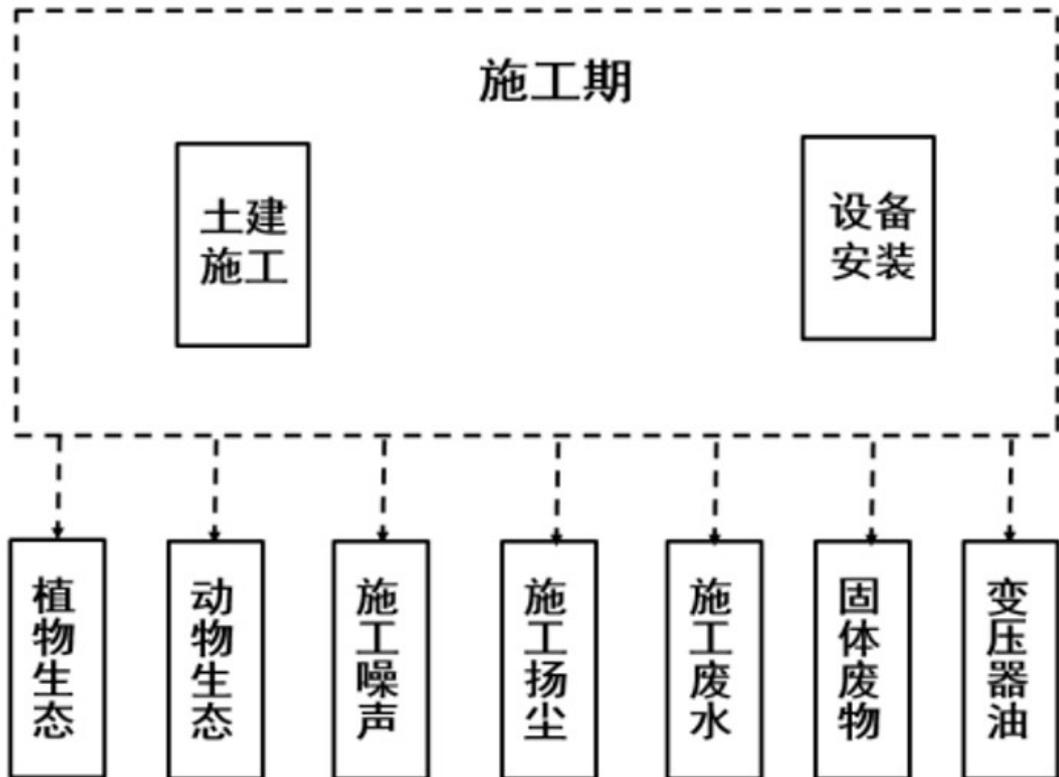 施工期
土建
施工
设备
安装
植物生态
动物生态
施工噪声
施工扬尘
施工废水
固体废物
变压器油